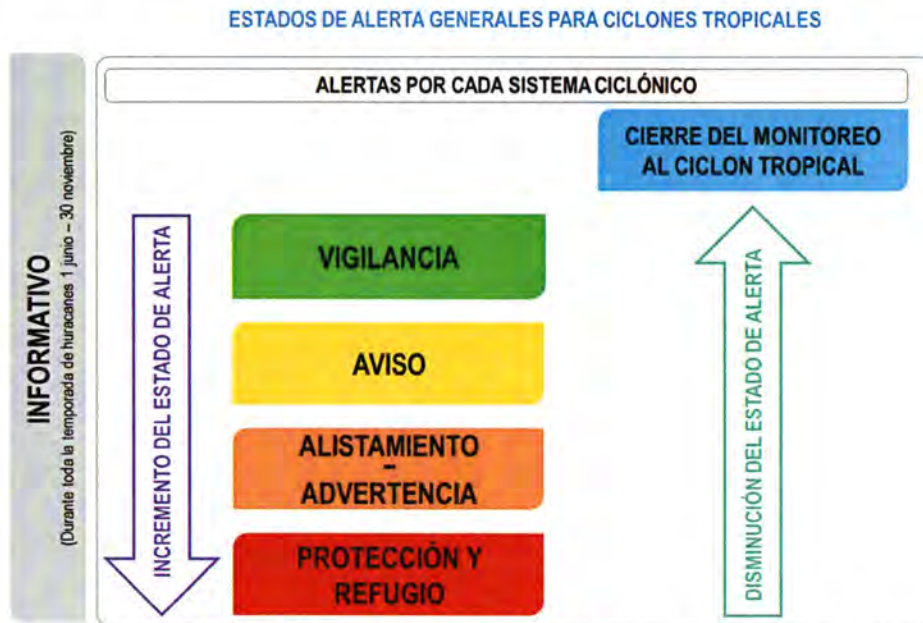 ESTADOS DE ALERTA GENERALES PARA CICLONES TROPICALES
ALERTAS POR CADA SISTEMA CICLÓNICO
CIERRE DEL MONITOREO
AL CICLON TROPICAL
INFORMATIVO
(Durante toda la temporada de huracanes 1 junio – 30 noviembre)
INCREMENTO DEL ESTADO DE ALERTA
VIGILANCIA
AVISO
ALISTAMIENTO
–
ADVERTENCIA
PROTECCIÓN Y
REFUGIO
DISMINUCIÓN DEL ESTADO DE ALERTA